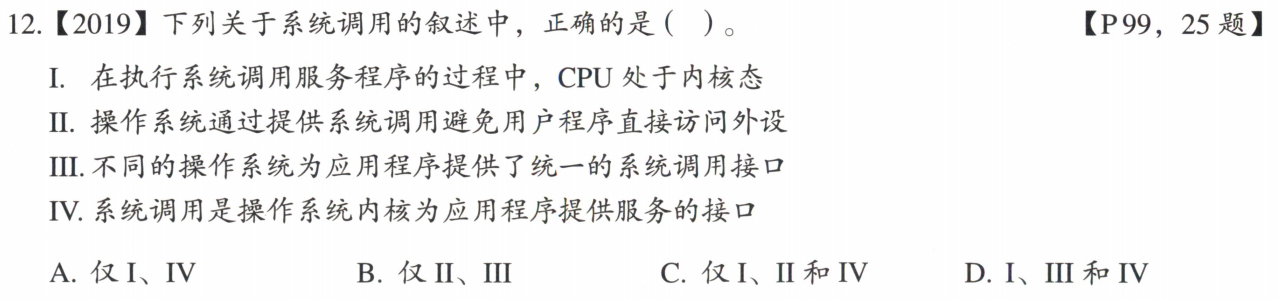 12.【2019】下列关于系统调用的叙述中，正确的是（ ）。 【P99，25 题】
I. 在执行系统调用服务程序的过程中，CPU 处于内核态
II. 操作系统通过提供系统调用避免用户程序直接访问外设
III. 不同的操作系统为应用程序提供了统一的系统调用接口
IV. 系统调用是操作系统内核为应用程序提供服务的接口
A. 仅 I、IV B. 仅 II、III C. 仅 I、II 和 IV D. I、III 和 IV